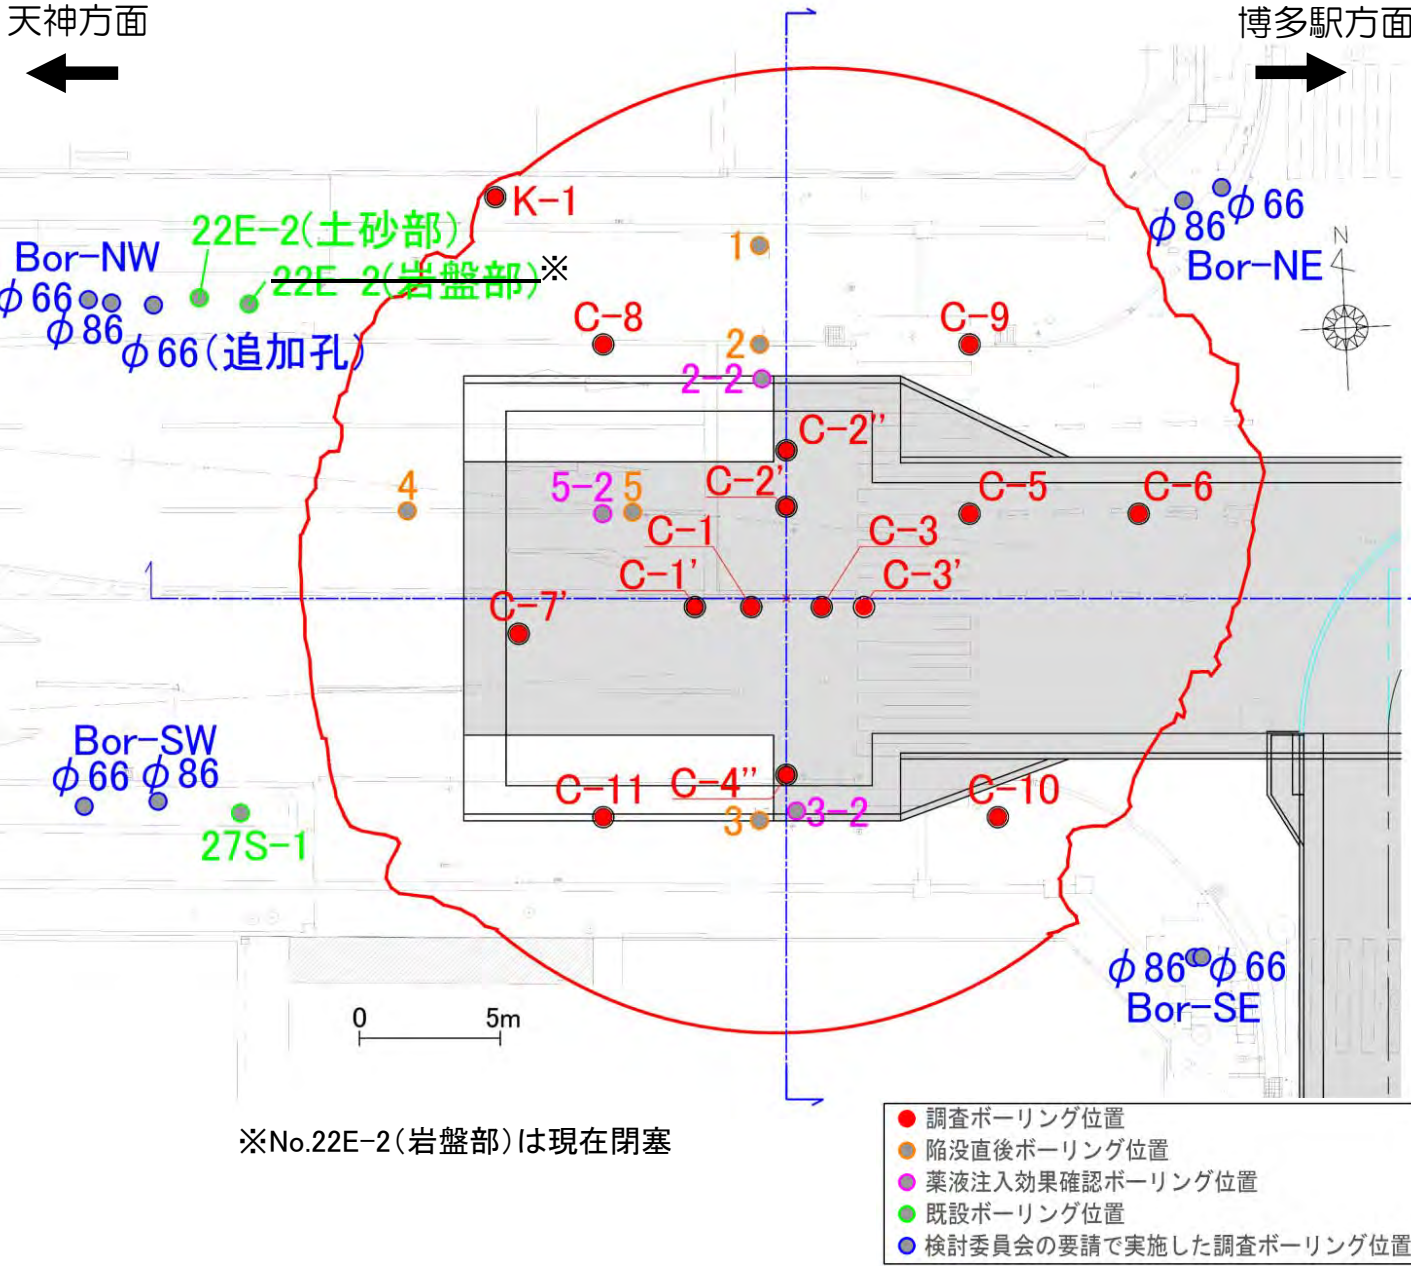 天神方面
博多駅方面
K-1
22E-2(土砂部)
22E-2(岩盤部)※
Bor-NW
φ66
φ86
φ66(追加孔)
1
φ86
φ66
Bor-NE
N
C-8
2
C-9
2-2
C-2''
C-2'
4
5-2
5
C-5
C-6
C-1
C-3
C-1'
C-3'
C-7'
Bor-SW
φ66
φ86
27S-1
C-11
C-4''
3
3-2
C-10
φ86
φ66
Bor-SE
0
5m
※No.22E-2(岩盤部)は現在閉塞
調査ボーリング位置
陥没直後ボーリング位置
薬液注入効果確認ボーリング位置
既設ボーリング位置
検討委員会の要請で実施した調査ボーリング位置